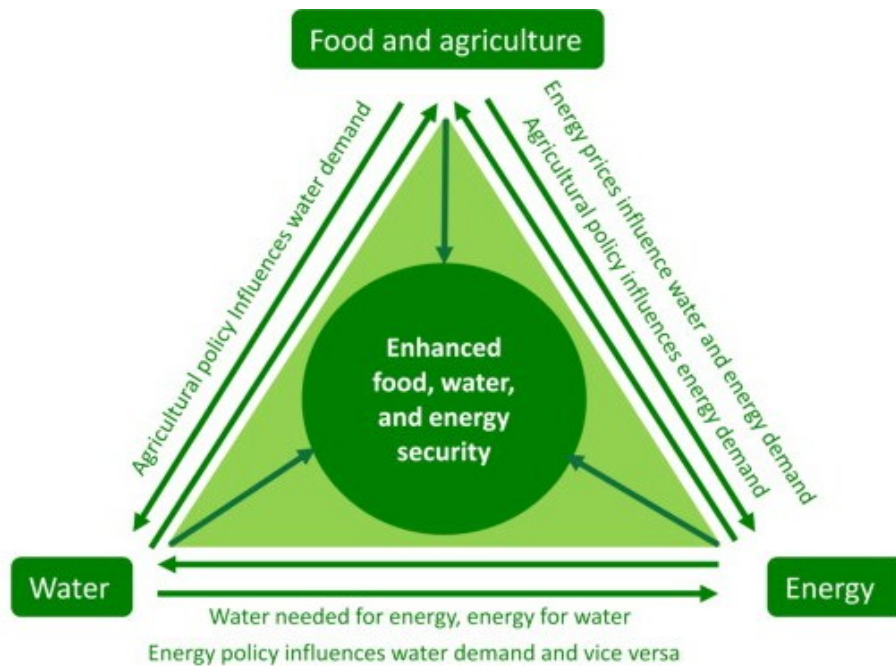 Food and agriculture
Agricultural policy Influences water demand
Energy prices influence water and energy demand
Agricultural policy influences energy demand
Enhanced
food, water,
and energy
security
Water
Energy
Water needed for energy, energy for water
Energy policy influences water demand and vice versa